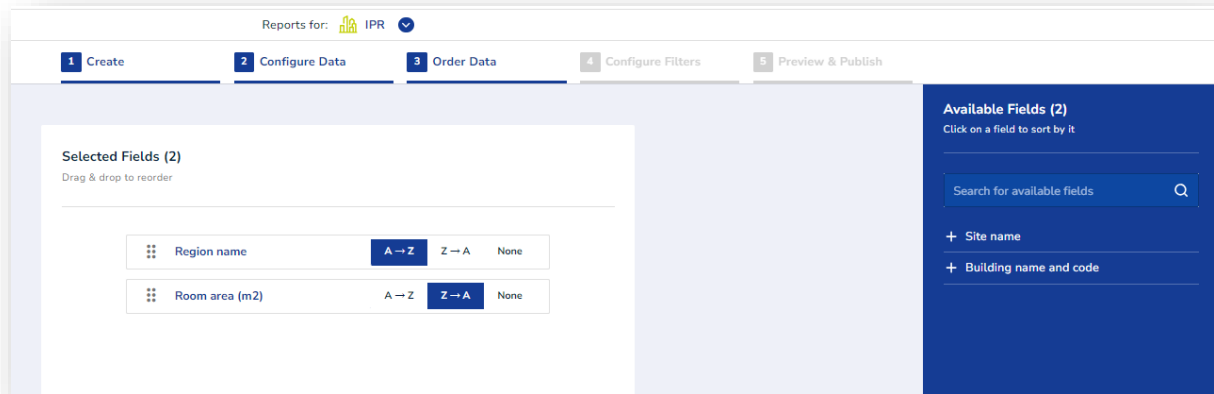 Reports for: IPR
1 Create
2 Configure Data
3 Order Data
4 Configure Filters
5 Preview & Publish
Selected Fields (2)
Drag & drop to reorder
Region name A→Z Z→A None
Room area (m2) A→Z Z→A None
Available Fields (2)
Click on a field to sort by it
Search for available fields
+ Site name
+ Building name and code